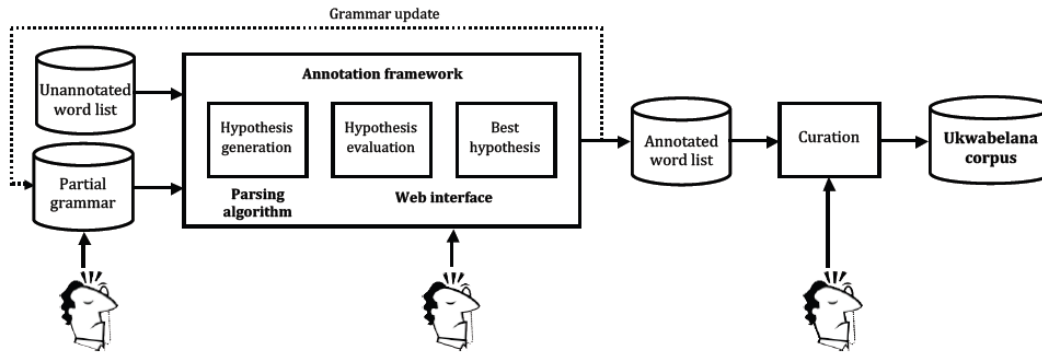 Grammar update
Unannotated
word list
Partial
grammar
Annotation framework
Hypothesis
generation
Hypothesis
evaluation
Best
hypothesis
Parsing
algorithm
Web interface
Annotated
word list
Curation
Ukwabelana
corpus